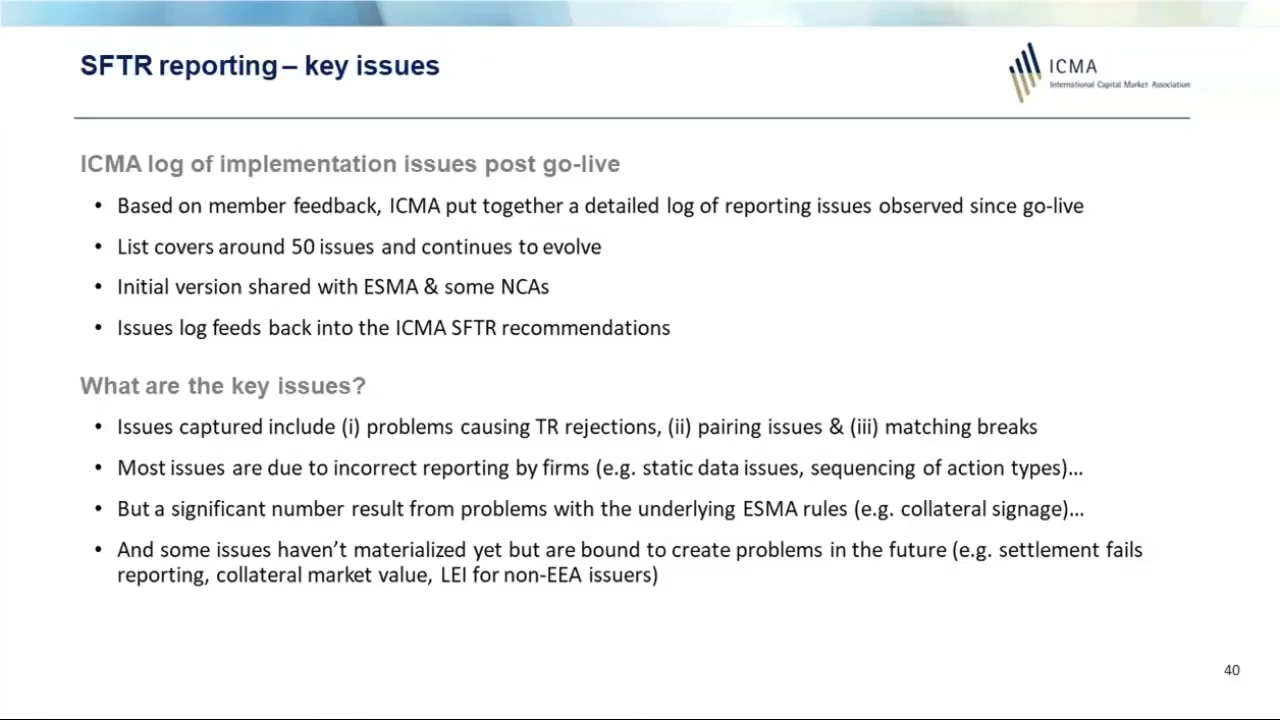 SFTR reporting – key issues
ICMA
International Capital Market Association
ICMA log of implementation issues post go-live
• Based on member feedback, ICMA put together a detailed log of reporting issues observed since go-live
• List covers around 50 issues and continues to evolve
• Initial version shared with ESMA & some NCAs
• Issues log feeds back into the ICMA SFTR recommendations
What are the key issues?
• Issues captured include (i) problems causing TR rejections, (ii) pairing issues & (iii) matching breaks
• Most issues are due to incorrect reporting by firms (e.g. static data issues, sequencing of action types)...
• But a significant number result from problems with the underlying ESMA rules (e.g. collateral signage)...
• And some issues haven’t materialized yet but are bound to create problems in the future (e.g. settlement fails
reporting, collateral market value, LEI for non-EEA issuers)
40